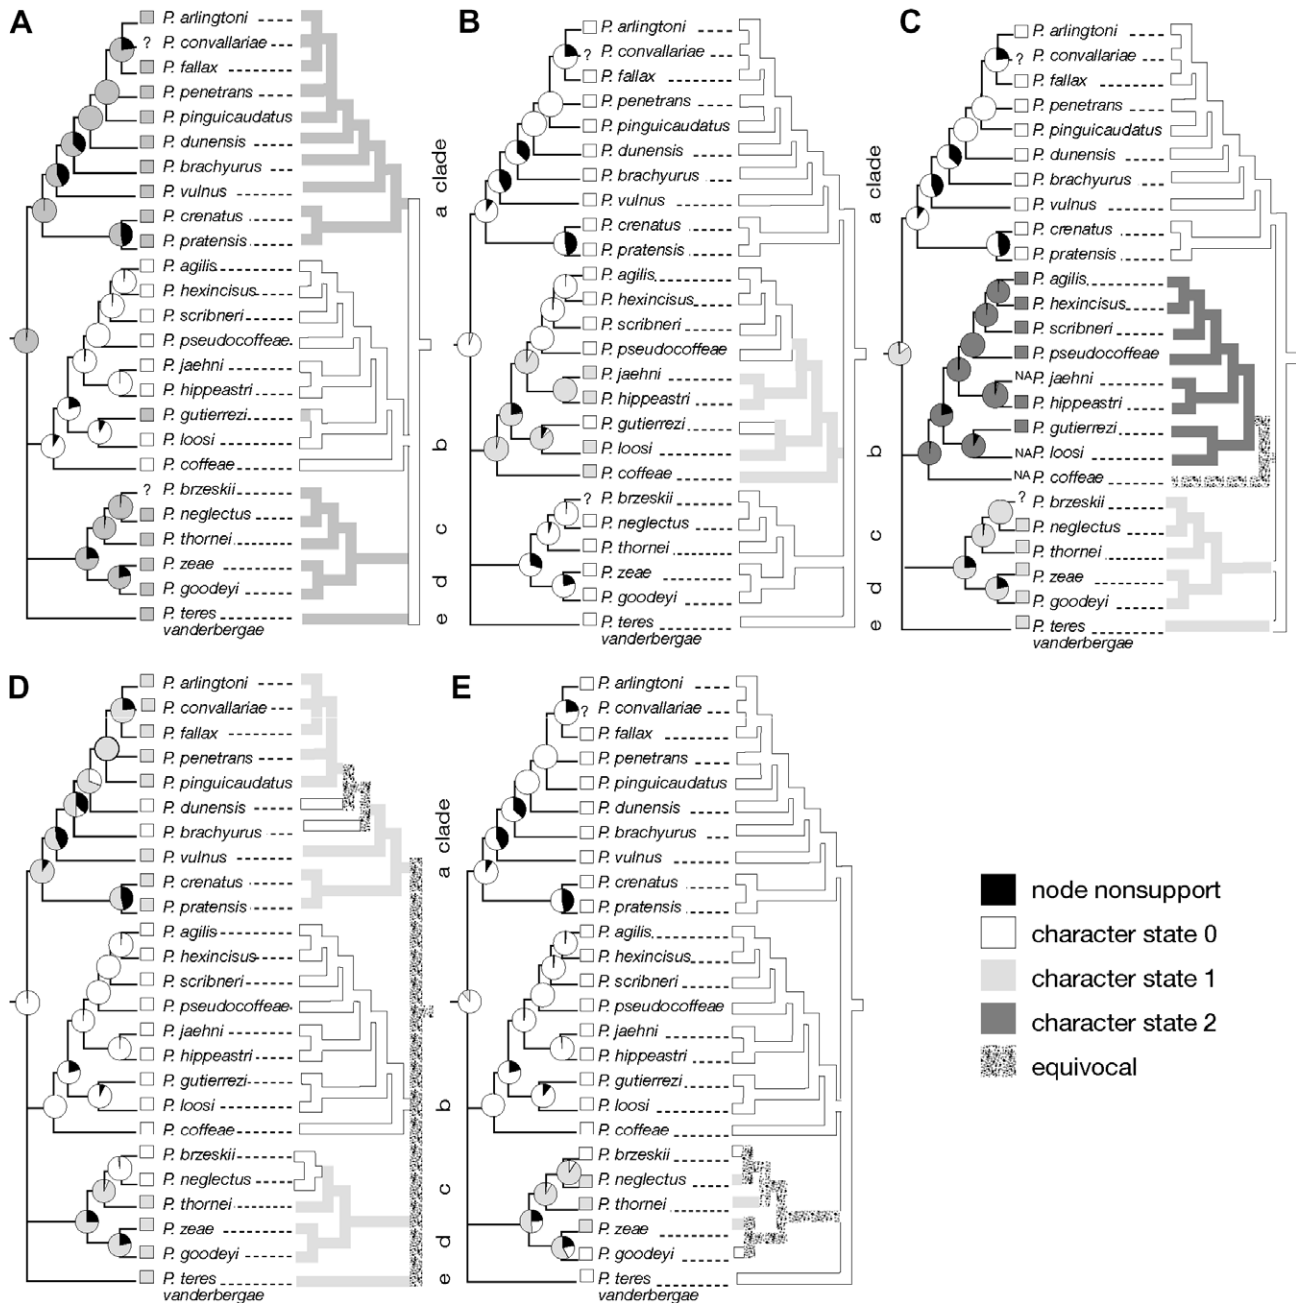 A
P. arlingtoni
? P. convallariae
P. fallax
P. penetrans
P. pinguicaudatus
P. dunensis
P. brachyurus
P. vulnus
P. crenatus
P. pratensis
P. agilis
P. hexincisus
P. scribneri
P. pseudocoffeae
P. jaehni
P. hippeastri
P. gutierrezi
P. loosi
P. coffeae
? P. brzeskii
P. neglectus
P. thornei
P. zeae
P. goodeyi
P. teres
vanderbergae
a clade
b
c
d
e
B
P. arlingtoni
? P. convallariae
P. fallax
P. penetrans
P. pinguicaudatus
P. dunensis
P. brachyurus
P. vulnus
P. crenatus
P. pratensis
P. agilis
P. hexincisus
P. scribneri
P. pseudocoffeae
P. jaehni
P. hippeastri
P. gutierrezi
P. loosi
P. coffeae
? P. brzeskii
P. neglectus
P. thornei
P. zeae
P. goodeyi
P. teres
vanderbergae
a clade
b
c
d
e
C
P. arlingtoni
? P. convallariae
P. fallax
P. penetrans
P. pinguicaudatus
P. dunensis
P. brachyurus
P. vulnus
P. crenatus
P. pratensis
P. agilis
P. hexincisus
P. scribneri
P. pseudocoffeae
NA P. jaehni
P. hippeastri
P. gutierrezi
NA P. loosi
NA P. coffeae
? P. brzeskii
P. neglectus
P. thornei
P. zeae
P. goodeyi
P. teres
vanderbergae
D
P. arlingtoni
P. convallariae
P. fallax
P. penetrans
P. pinguicaudatus
P. dunensis
P. brachyurus
P. vulnus
P. crenatus
P. pratensis
P. agilis
P. hexincisus
P. scribneri
P. pseudocoffeae
P. jaehni
P. hippeastri
P. gutierrezi
P. loosi
P. coffeae
P. brzeskii
P. neglectus
P. thornei
P. zeae
P. goodeyi
P. teres
vanderbergae
a clade
b
c
d
e
E
P. arlingtoni
? P. convallariae
P. fallax
P. penetrans
P. pinguicaudatus
P. dunensis
P. brachyurus
P. vulnus
P. crenatus
P. pratensis
P. agilis
P. hexincisus
P. scribneri
P. pseudocoffeae
P. jaehni
P. hippeastri
P. gutierrezi
P. loosi
P. coffeae
P. brzeskii
P. neglectus
P. thornei
P. zeae
P. goodeyi
P. teres
vanderbergae
node nonsupport
character state 0
character state 1
character state 2
equivocal